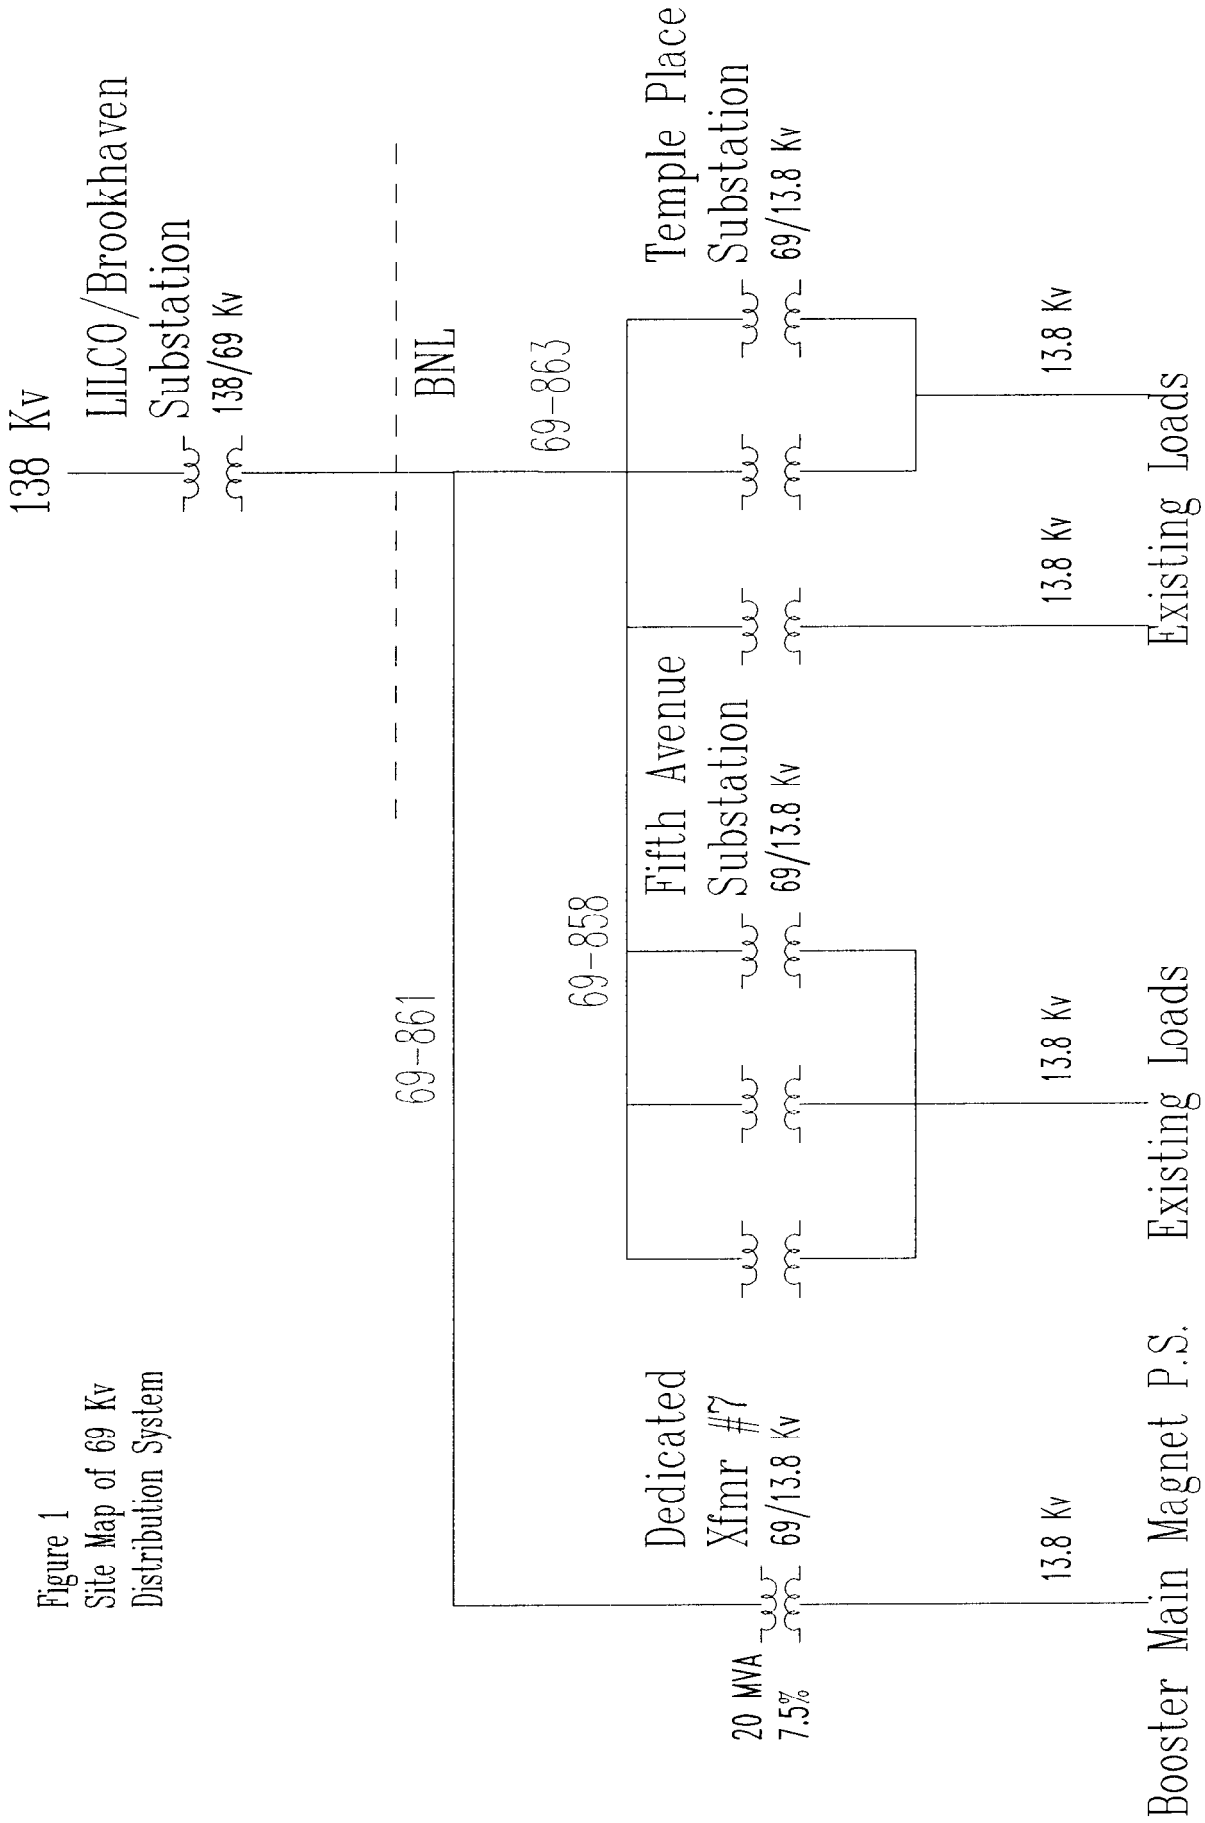 Figure 1
Site Map of 69 Kv
Distribution System
138 Kv
LILCO/Brookhaven
Substation
138/69 Kv
BNL
69-861
69-863
69-858
Dedicated
Xfmr #7
69/13.8 Kv
20 MVA
7.5%
Fifth Avenue
Substation
69/13.8 Kv
Temple Place
Substation
69/13.8 Kv
13.8 Kv
13.8 Kv
13.8 Kv
13.8 Kv
Booster Main Magnet P.S.
Existing Loads
Existing Loads